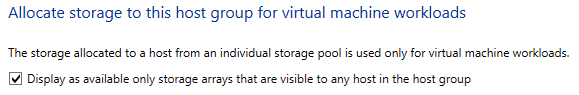 Allocate storage to this host group for virtual machine workloads
The storage allocated to a host from an individual storage pool is used only for virtual machine workloads.
Display as available only storage arrays that are visible to any host in the host group